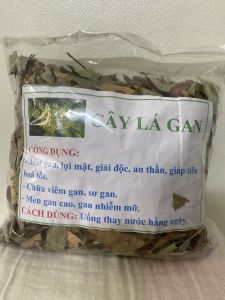 CÂY LÁ GAN
CÔNG DỤNG:
- Mát gan, lợi mật, giải độc, an thần, giúp tiêu
hoá tốt.
- Chữa viêm gan, sơ gan.
- Men gan cao, gan nhiễm mỡ.
CÁCH DÙNG: Uống thay nước hằng ngày.